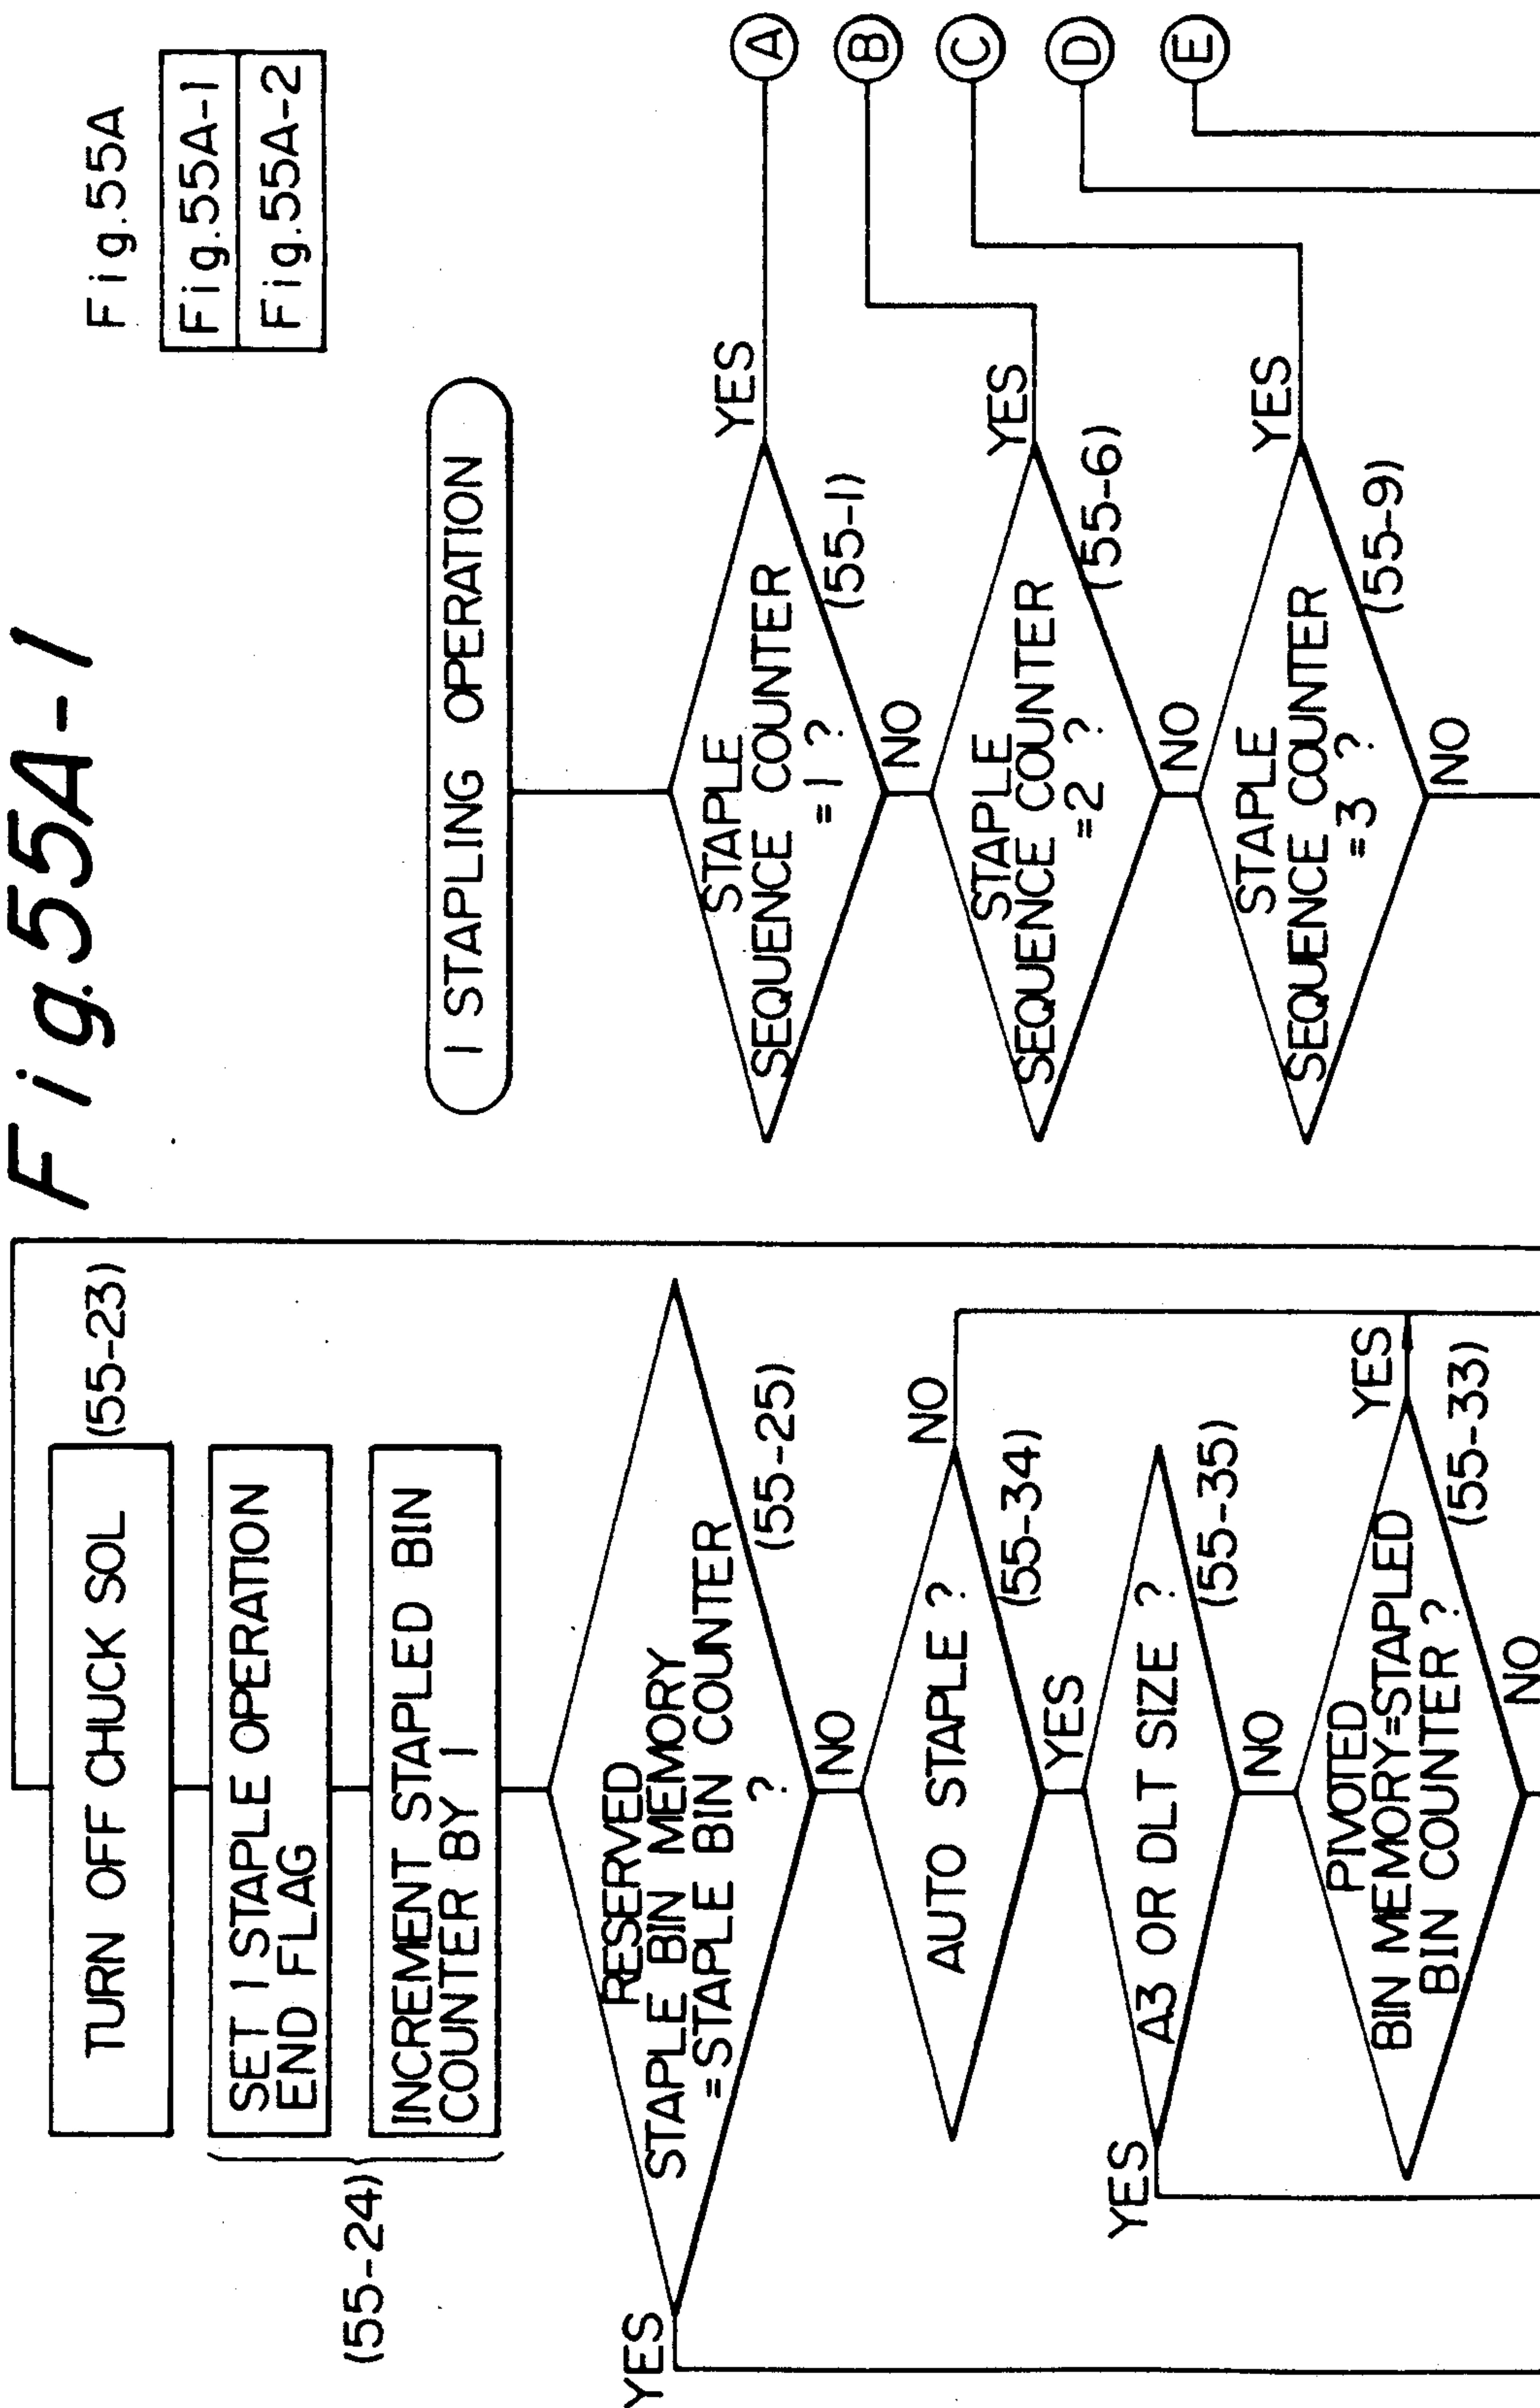 Fig.55A-1
Fig.55A
Fig.55A-1
Fig.55A-2
TURN OFF CHUCK SOL
(55-23)
SET 1 STAPLE OPERATION
END FLAG
INCREMENT STAPLED BIN
COUNTER BY 1
(55-24)
RESERVED
STAPLE BIN MEMORY
=STAPLE BIN COUNTER
?
(55-25)
YES
NO
AUTO STAPLE ?
(55-34)
NO
YES
A3 OR DLT SIZE ?
(55-35)
YES
NO
PIVOTED
BIN MEMORY=STAPLED
BIN COUNTER ?
(55-33)
YES
NO
1 STAPLING OPERATION
STAPLE
SEQUENCE COUNTER
=1 ?
(55-1)
YES
NO
STAPLE
SEQUENCE COUNTER
=2 ?
(55-6)
YES
NO
STAPLE
SEQUENCE COUNTER
=3 ?
(55-9)
YES
NO
A
B
C
D
E